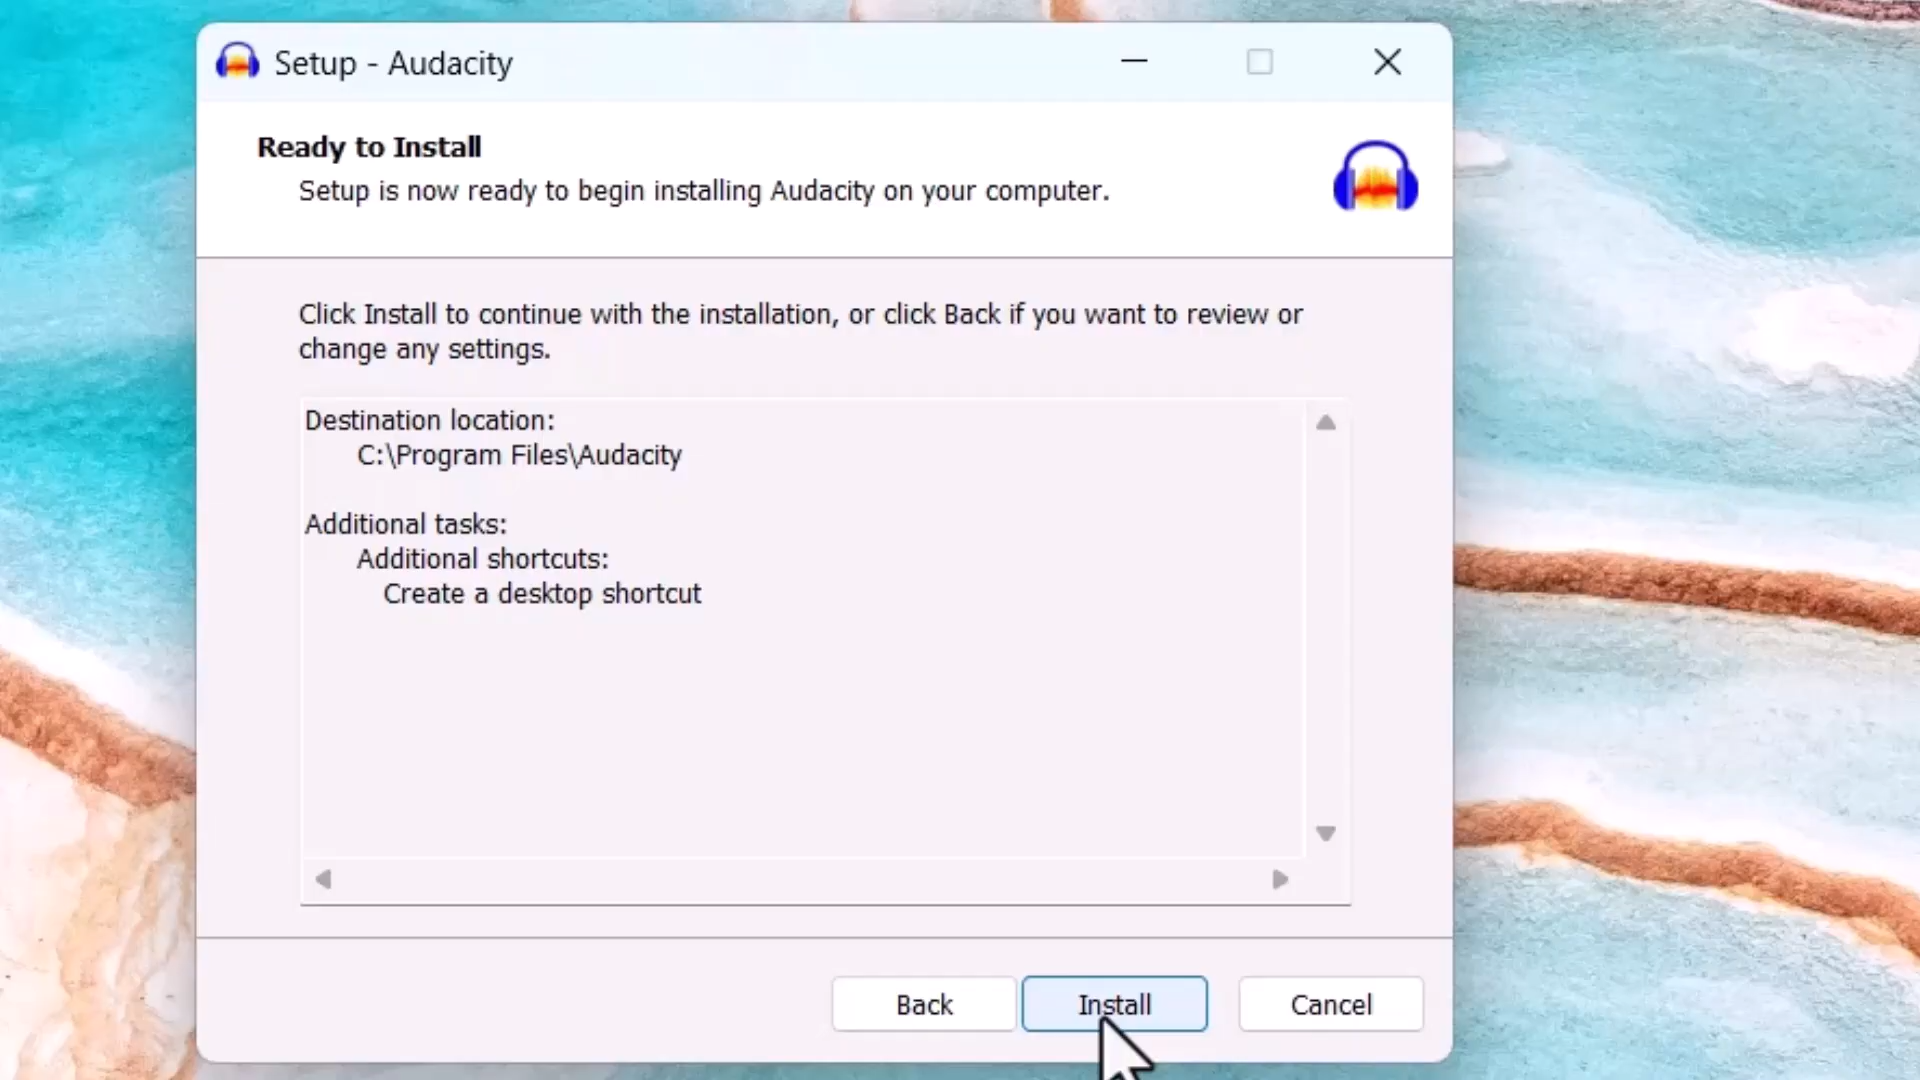 Setup - Audacity
Ready to Install
Setup is now ready to begin installing Audacity on your computer.
Click Install to continue with the installation, or click Back if you want to review or
change any settings.
Destination location:
C:\Program Files\Audacity
Additional tasks:
Additional shortcuts:
Create a desktop shortcut
Back
Install
Cancel